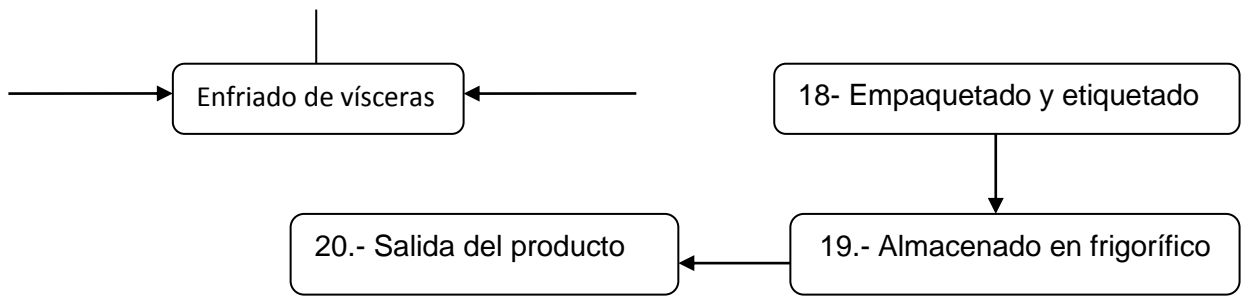 Enfriado de vísceras
18- Empaquetado y etiquetado
19.- Almacenado en frigorífico
20.- Salida del producto